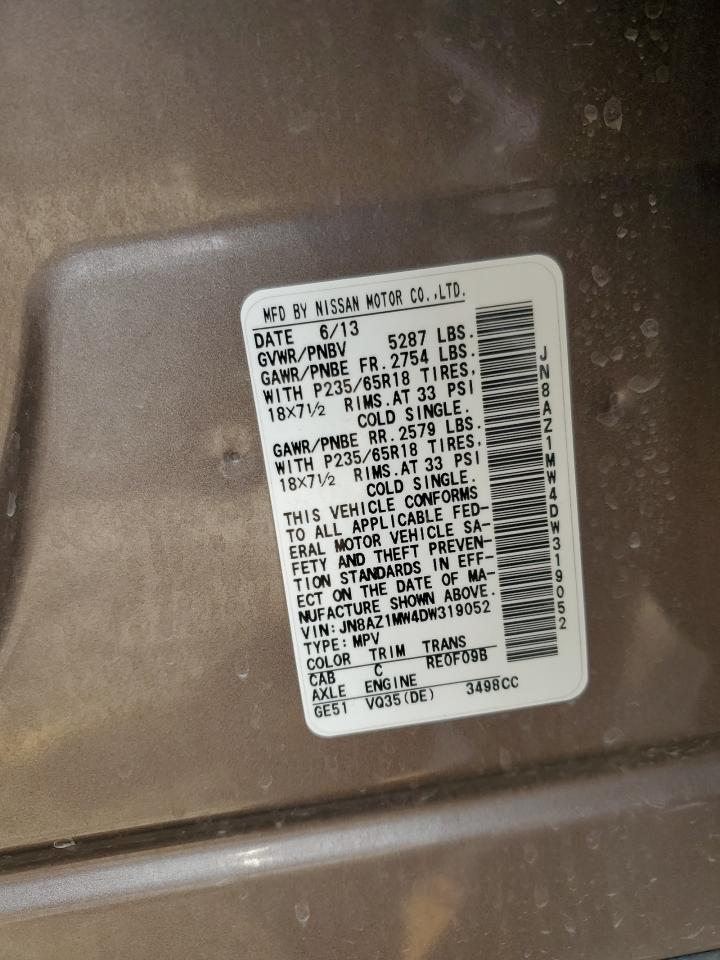 MFD BY NISSAN MOTOR CO.,LTD.
DATE 6/13
GVWR/PNBV 5287 LBS.
GAWR/PNBE FR. 2754 LBS.
WITH P235/65R18 TIRES,
18X7 1/2 RIMS. AT 33 PSI
COLD SINGLE.
GAWR/PNBE RR. 2579 LBS.
WITH P235/65R18 TIRES,
18X7 1/2 RIMS. AT 33 PSI
COLD SINGLE.
THIS VEHICLE CONFORMS
TO ALL APPLICABLE FED-
ERAL MOTOR VEHICLE SA-
FETY AND THEFT PREVEN-
TION STANDARDS IN EFF-
ECT ON THE DATE OF MA-
NUFACTURE SHOWN ABOVE.
VIN: JN8AZ1MW4DW319052
TYPE: MPV
COLOR TRIM TRANS
CAB C RE0F09B
AXLE ENGINE
GE51 VQ35(DE) 3498CC
JN8AZ1MW4DW319052